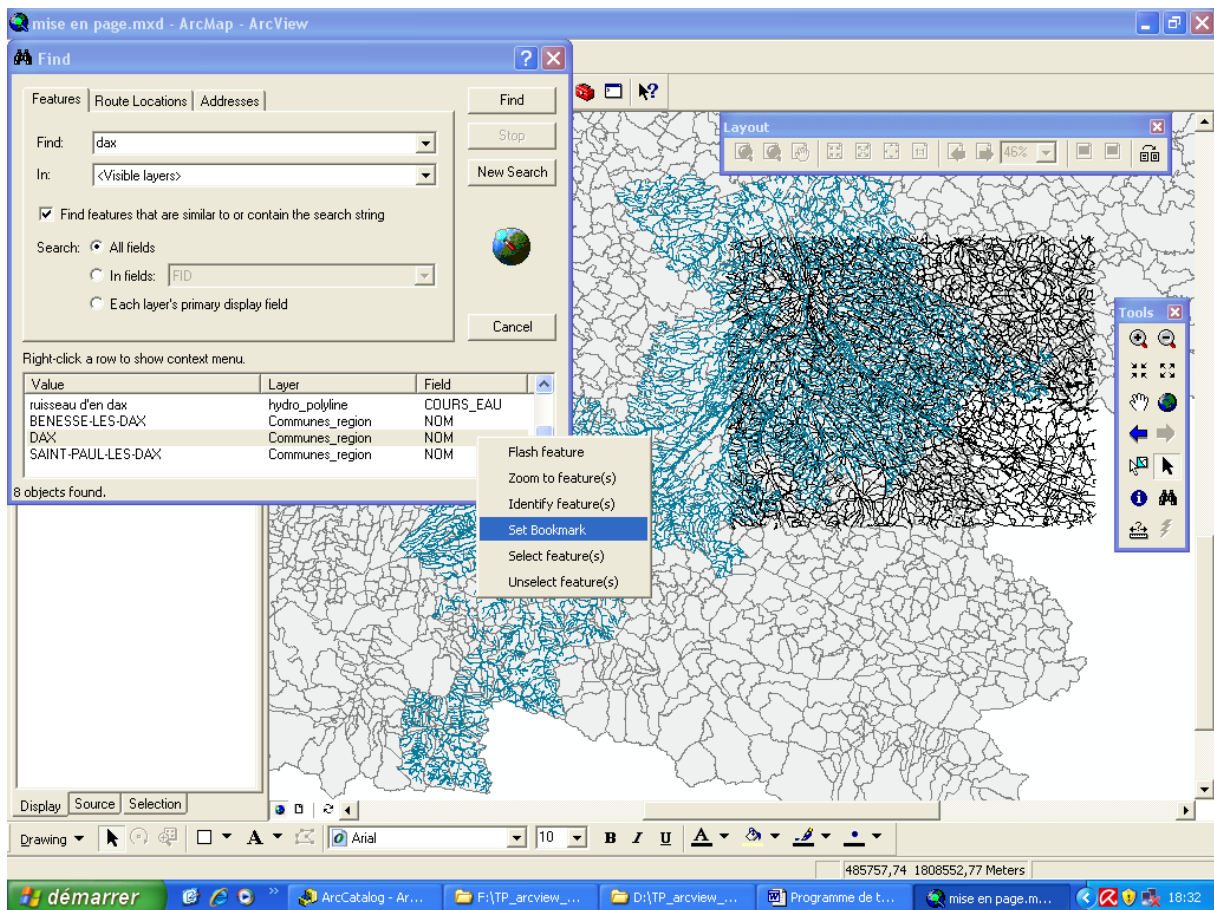 mise en page.mxd - ArcMap - ArcView
Find
Features Route Locations Addresses
Find
Find: dax
Stop
In: <Visible layers>
New Search
Find features that are similar to or contain the search string
Search: All fields
In fields: FID
Each layer's primary display field
Cancel
Right-click a row to show context menu.
Value Layer Field
ruisseau d'en dax hydro_polyline COURS_EAU
BENESSE-LES-DAX Communes_region NOM
DAX Communes_region NOM
SAINT-PAUL-LES-DAX Communes_region NOM
8 objects found.
Flash feature
Zoom to feature(s)
Identify feature(s)
Set Bookmark
Select feature(s)
Unselect feature(s)
Layout
1:1
46%
Tools
Display Source Selection
Drawing A Arial 10 B I U A
485757,74 1808552,77 Meters
démarrer » ArcCatalog - Ar... F:\TP_arcview_... D:\TP_arcview_... Programme de t... mise en page.m... 18:32